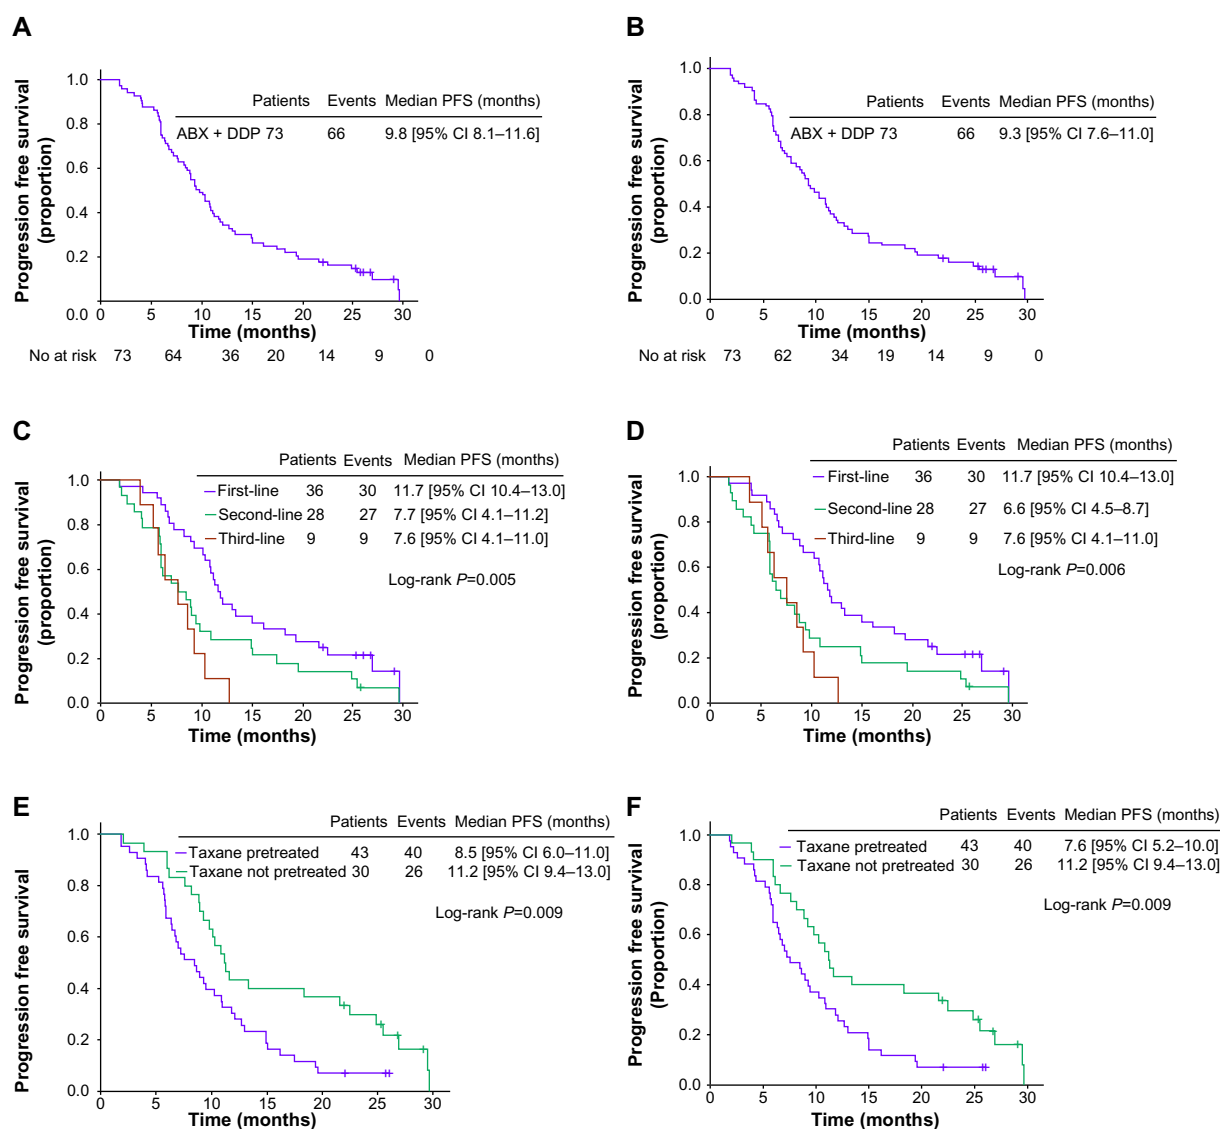 A
Patients Events Median PFS (months)
ABX + DDP 73 66 9.8 [95% CI 8.1–11.6]
Progression free survival
(proportion)
1.0
0.8
0.6
0.4
0.2
0.0
0 5 10 15 20 25 30
Time (months)
No at risk 73 64 36 20 14 9 0
B
Patients Events Median PFS (months)
ABX + DDP 73 66 9.3 [95% CI 7.6–11.0]
Progression free survival
(proportion)
1.0
0.8
0.6
0.4
0.2
0.0
0 5 10 15 20 25 30
Time (months)
No at risk 73 62 34 19 14 9 0
C
Patients Events Median PFS (months)
First-line 36 30 11.7 [95% CI 10.4–13.0]
Second-line 28 27 7.7 [95% CI 4.1–11.2]
Third-line 9 9 7.6 [95% CI 4.1–11.0]
Log-rank P=0.005
Progression free survival
(proportion)
1.0
0.8
0.6
0.4
0.2
0.0
0 5 10 15 20 25 30
Time (months)
D
Patients Events Median PFS (months)
First-line 36 30 11.7 [95% CI 10.4–13.0]
Second-line 28 27 6.6 [95% CI 4.5–8.7]
Third-line 9 9 7.6 [95% CI 4.1–11.0]
Log-rank P=0.006
Progression free survival
(proportion)
1.0
0.8
0.6
0.4
0.2
0.0
0 5 10 15 20 25 30
Time (months)
E
Patients Events Median PFS (months)
Taxane pretreated 43 40 8.5 [95% CI 6.0–11.0]
Taxane not pretreated 30 26 11.2 [95% CI 9.4–13.0]
Log-rank P=0.009
Progression free survival
1.0
0.8
0.6
0.4
0.2
0.0
0 5 10 15 20 25 30
Time (months)
F
Patients Events Median PFS (months)
Taxane pretreated 43 40 7.6 [95% CI 5.2–10.0]
Taxane not pretreated 30 26 11.2 [95% CI 9.4–13.0]
Log-rank P=0.009
Progression free survival
(Proportion)
1.0
0.8
0.6
0.4
0.2
0.0
0 5 10 15 20 25 30
Time (months)